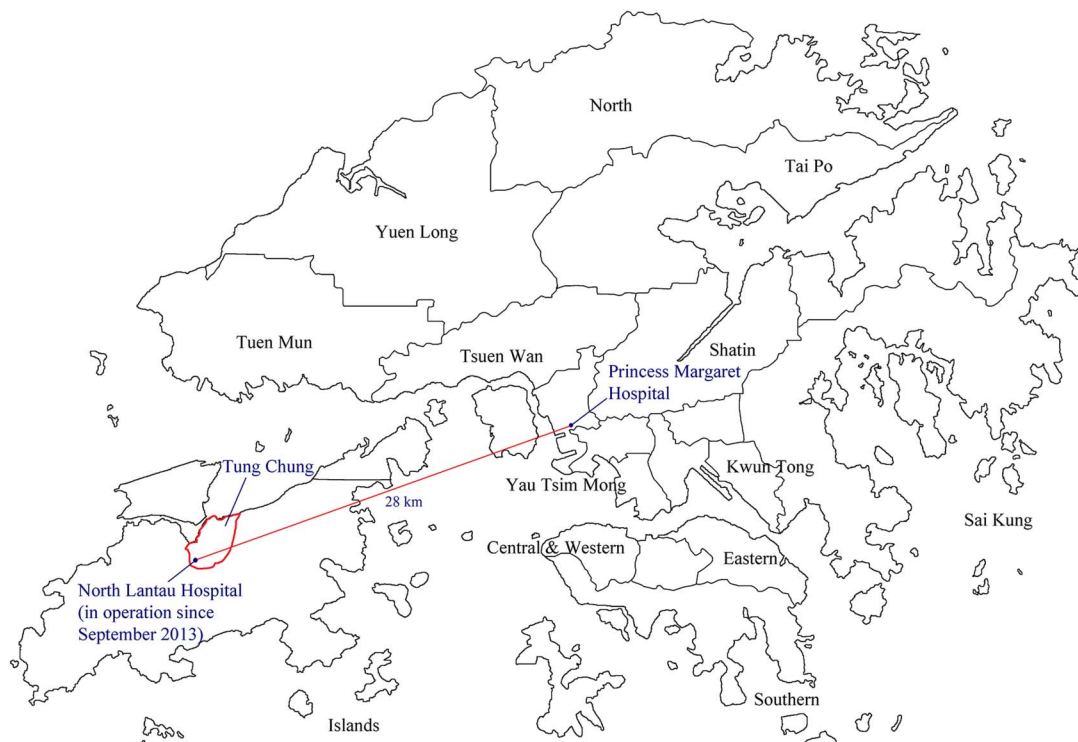 North
Tai Po
Yuen Long
Tuen Mun
Tsuen Wan
Shatin
Princess Margaret
Hospital
Tung Chung
Kwun Tong
Yau Tsim Mong
28 km
Sai Kung
Central & Western
Eastern
North Lantau Hospital
(in operation since
September 2013)
Southern
Islands